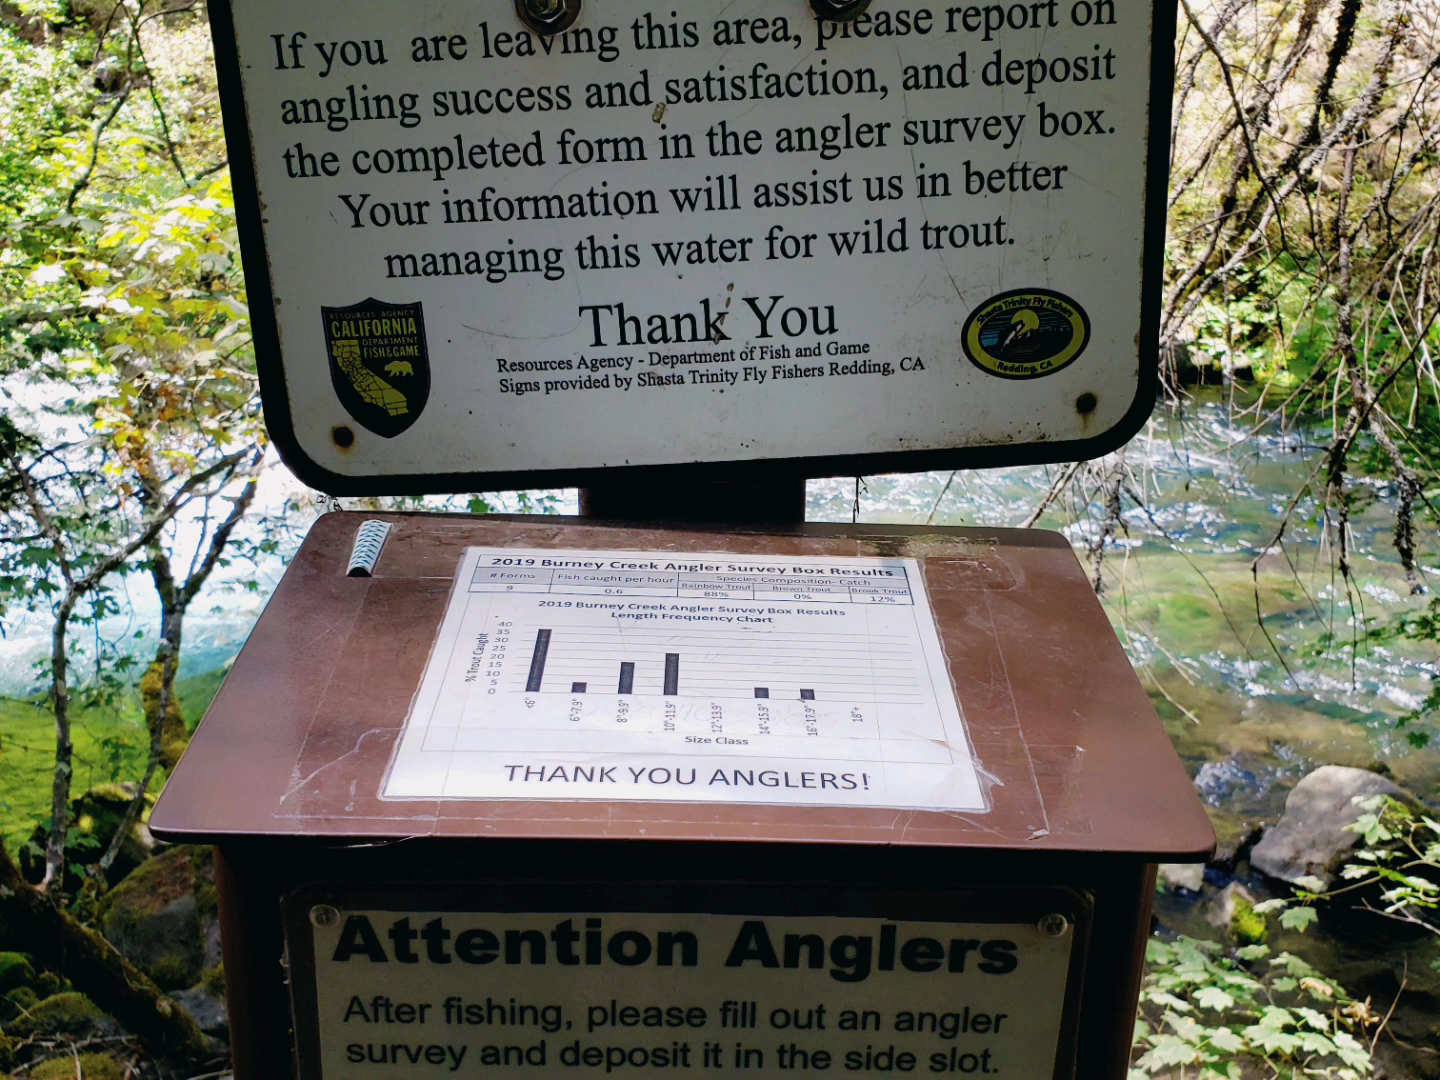 If you are leaving this area, please report on
angling success and satisfaction, and deposit
the completed form in the angler survey box.
Your information will assist us in better
managing this water for wild trout.
Thank You
Resources Agency - Department of Fish and Game
Signs provided by Shasta Trinity Fly Fishers Redding, CA
RESOURCES AGENCY
CALIFORNIA
DEPARTMENT
FISH&GAME
Shasta Trinity Fly Fishers
Redding, CA
2019 Burney Creek Angler Survey Box Results
# Forms Fish caught per hour Species Composition- Catch
Rainbow Trout Brown Trout Brook Trout
9 0.6 88% 0% 12%
2019 Burney Creek Angler Survey Box Results
Length Frequency Chart
% Trout Caught
40
35
30
25
20
15
10
5
0
<6" 6"-7.9" 8"-9.9" 10"-11.9" 12"-13.9" 14"-15.9" 16"-17.9" 18"+
Size Class
THANK YOU ANGLERS!
Attention Anglers
After fishing, please fill out an angler
survey and deposit it in the side slot.